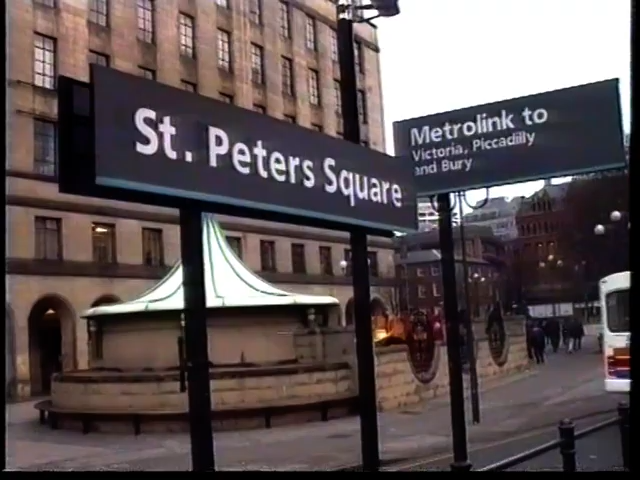 St. Peters Square
Metrolink to
Victoria, Piccadilly
and Bury